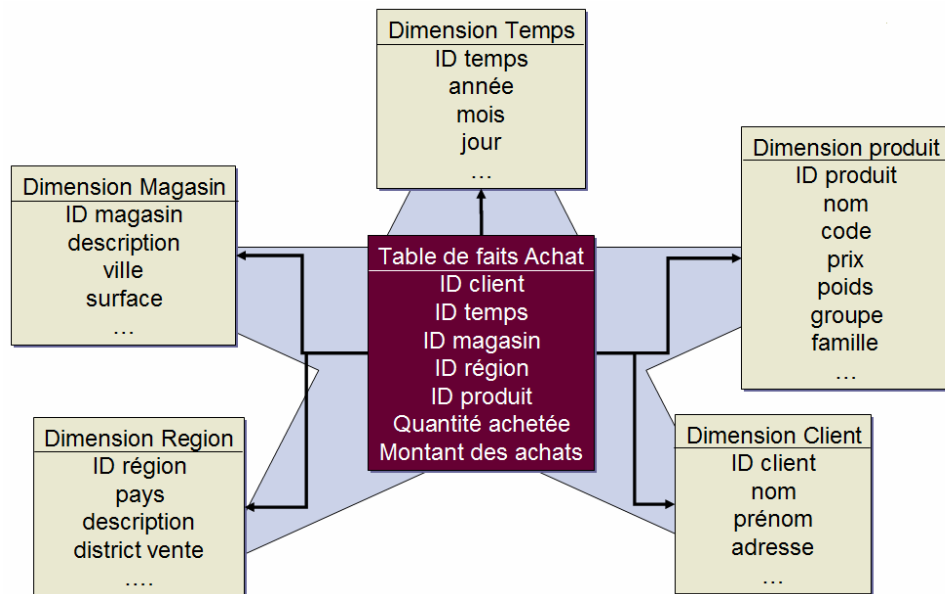 Dimension Temps
ID temps
année
mois
jour
…
Dimension Magasin
ID magasin
description
ville
surface
…
Table de faits Achat
ID client
ID temps
ID magasin
ID région
ID produit
Quantité achetée
Montant des achats
Dimension produit
ID produit
nom
code
prix
poids
groupe
famille
…
Dimension Region
ID région
pays
description
district vente
....
Dimension Client
ID client
nom
prénom
adresse
…